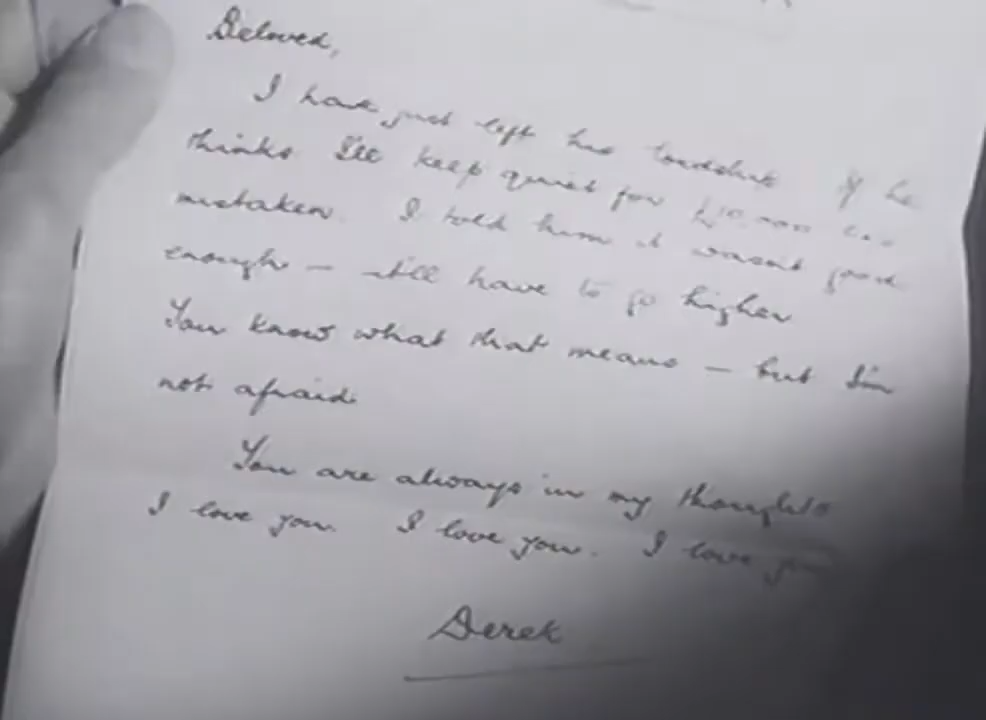 Beloved,
I have just left his lordship. If he
thinks I'll keep quiet for £10,000 he's
mistaken. I told him it wasn't good
enough — he'll have to go higher
You know what that means — but I'm
not afraid.
You are always in my thoughts
I love you. I love you. I love you
Derek